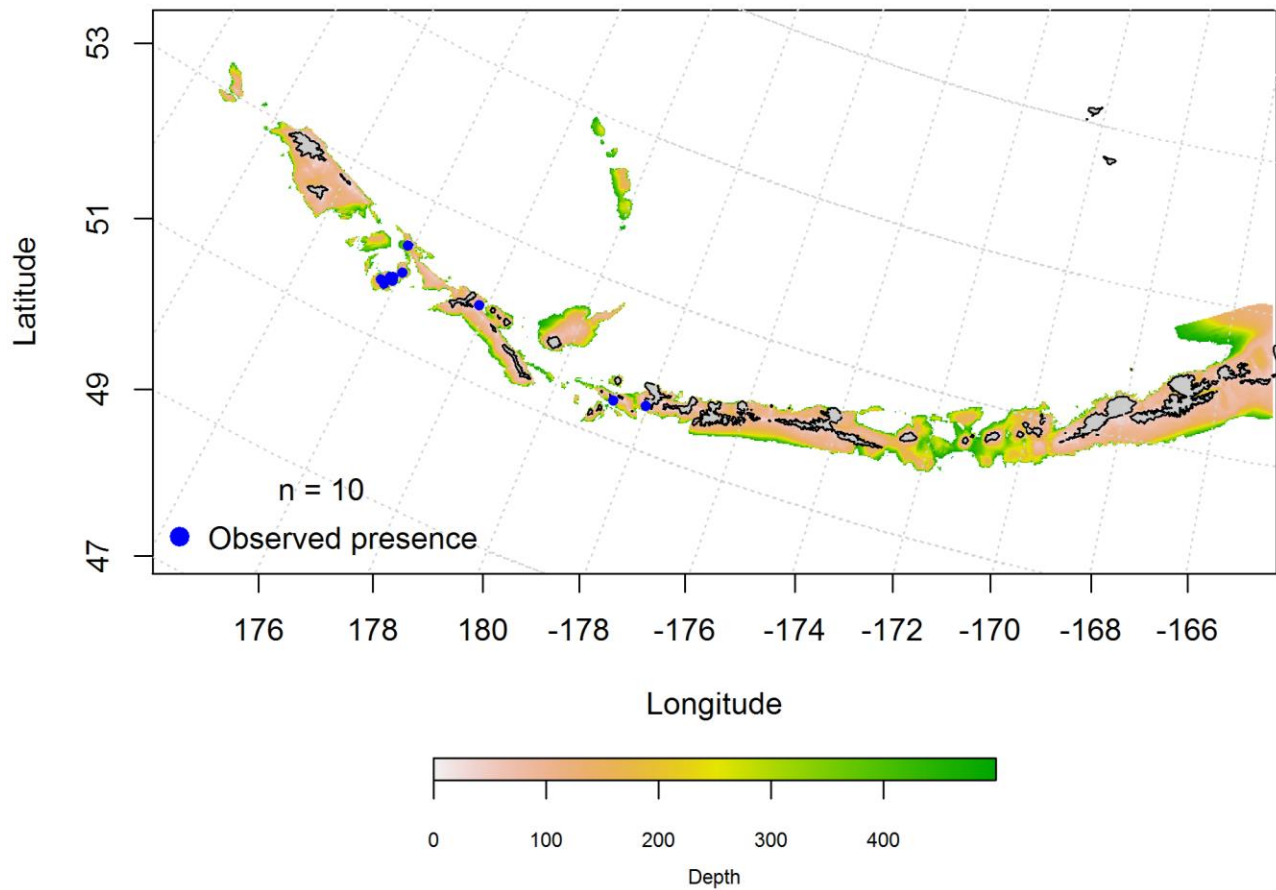 53
51
49
47
Latitude
n = 10
Observed presence
176 178 180 -178 -176 -174 -172 -170 -168 -166
Longitude
0 100 200 300 400
Depth